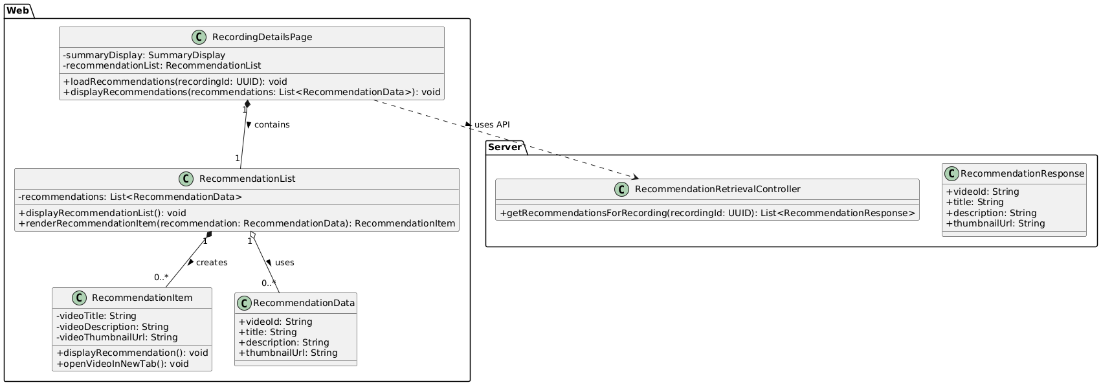 Web
C RecordingDetailsPage
-summaryDisplay: SummaryDisplay
-recommendationList: RecommendationList
+loadRecommendations(recordingId: UUID): void
+displayRecommendations(recommendations: List<RecommendationData>): void
1
contains
1
uses API
C RecommendationList
-recommendations: List<RecommendationData>
+displayRecommendationList(): void
+renderRecommendationItem(recommendation: RecommendationData): RecommendationItem
1
1
creates
uses
0..*
0..*
C RecommendationItem
-videoTitle: String
-videoDescription: String
-videoThumbnailUrl: String
+displayRecommendation(): void
+openVideoInNewTab(): void
C RecommendationData
+videoId: String
+title: String
+description: String
+thumbnailUrl: String
Server
C RecommendationRetrievalController
+getRecommendationsForRecording(recordingId: UUID): List<RecommendationResponse>
C RecommendationResponse
+videoId: String
+title: String
+description: String
+thumbnailUrl: String